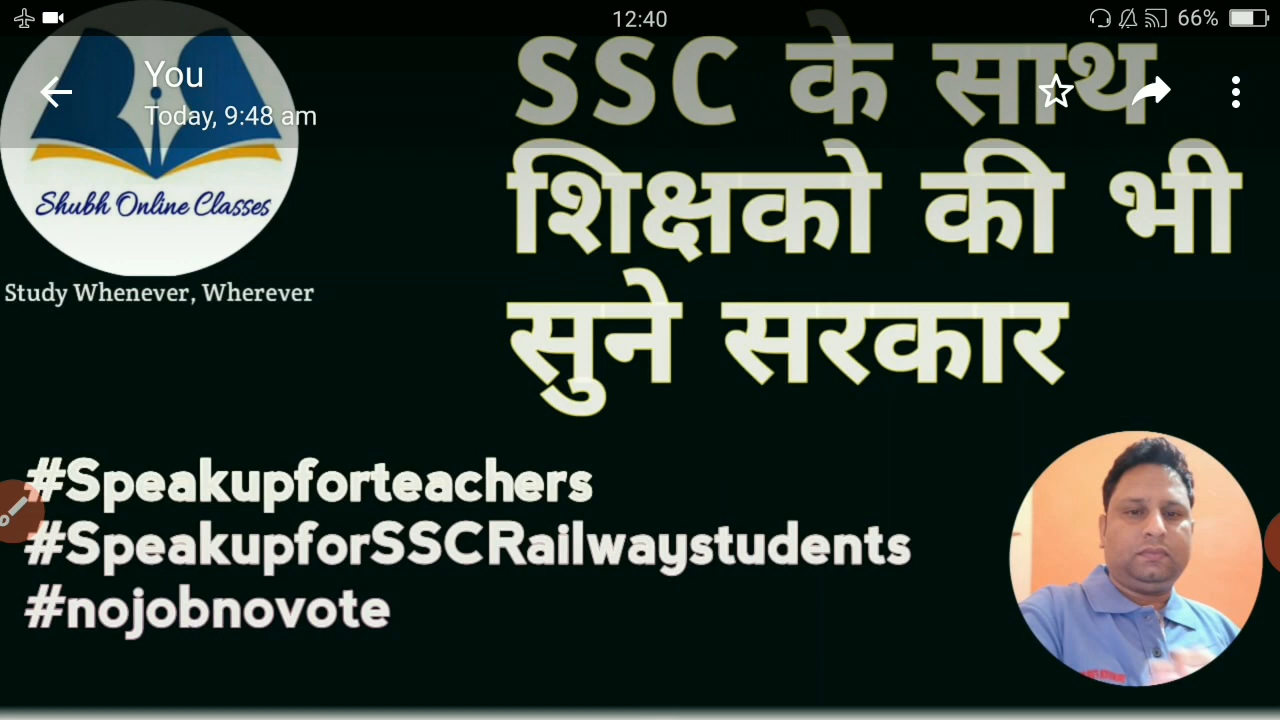 12:40
66%
You
Today, 9:48 am
SSC के साथ
शिक्षको की भी
सुने सरकार
Shubh Online Classes
Study Whenever, Wherever
#Speakupforteachers
#SpeakupforSSCRailwaystudents
#nojobnovote